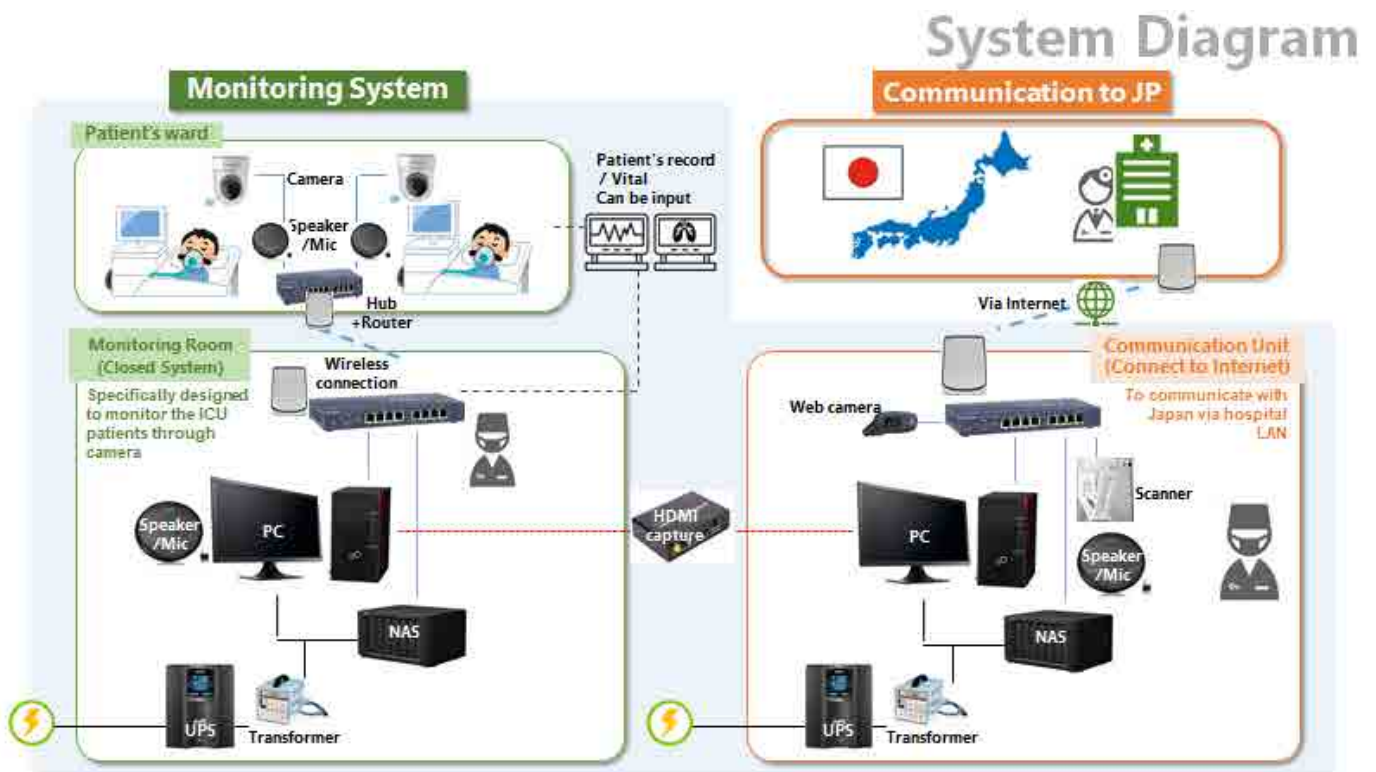 System Diagram
Monitoring System
Communication to JP
Patient's ward
Camera
Speaker
/Mic
Hub
+Router
Patient's record
/ Vital
Can be input
Via Internet
Monitoring Room
(Closed System)
Specifically designed
to monitor the ICU
patients through
camera
Wireless
connection
Speaker
/Mic
PC
NAS
UPS
Transformer
HDMI
capture
Communication Unit
(Connect to Internet)
To communicate with
Japan via hospital
LAN
Web camera
Scanner
PC
Speaker
/Mic
NAS
UPS
Transformer